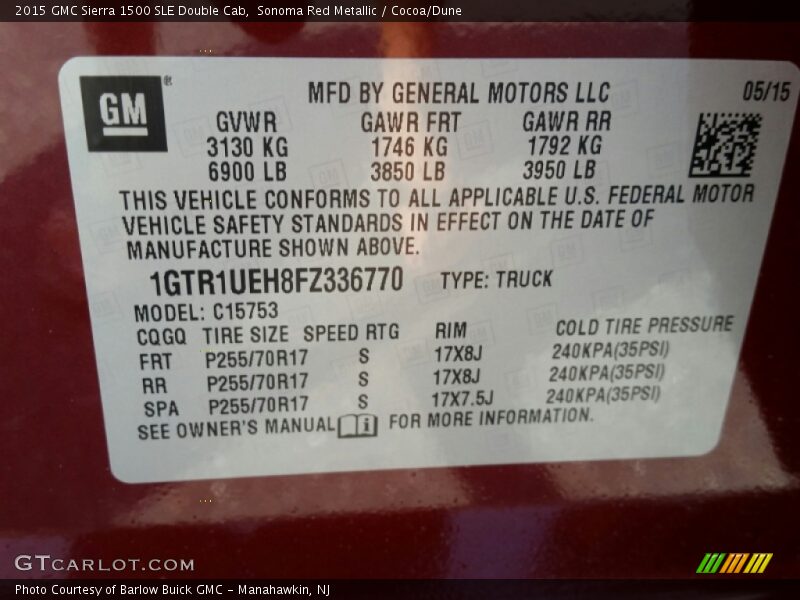 2015 GMC Sierra 1500 SLE Double Cab,  Sonoma Red Metallic / Cocoa/Dune
GM®
MFD BY GENERAL MOTORS LLC 05/15
GVWR GAWR FRT GAWR RR
3130 KG 1746 KG 1792 KG
6900 LB 3850 LB 3950 LB
THIS VEHICLE CONFORMS TO ALL APPLICABLE U.S. FEDERAL MOTOR
VEHICLE SAFETY STANDARDS IN EFFECT ON THE DATE OF
MANUFACTURE SHOWN ABOVE.
1GTR1UEH8FZ336770 TYPE: TRUCK
MODEL: C15753
CQGQ TIRE SIZE SPEED RTG RIM COLD TIRE PRESSURE
FRT P255/70R17 S 17X8J 240KPA(35PSI)
RR P255/70R17 S 17X8J 240KPA(35PSI)
SPA P255/70R17 S 17X7.5J 240KPA(35PSI)
SEE OWNER'S MANUAL i FOR MORE INFORMATION.
GTCARLOT.COM
Photo Courtesy of Barlow Buick GMC - Manahawkin, NJ